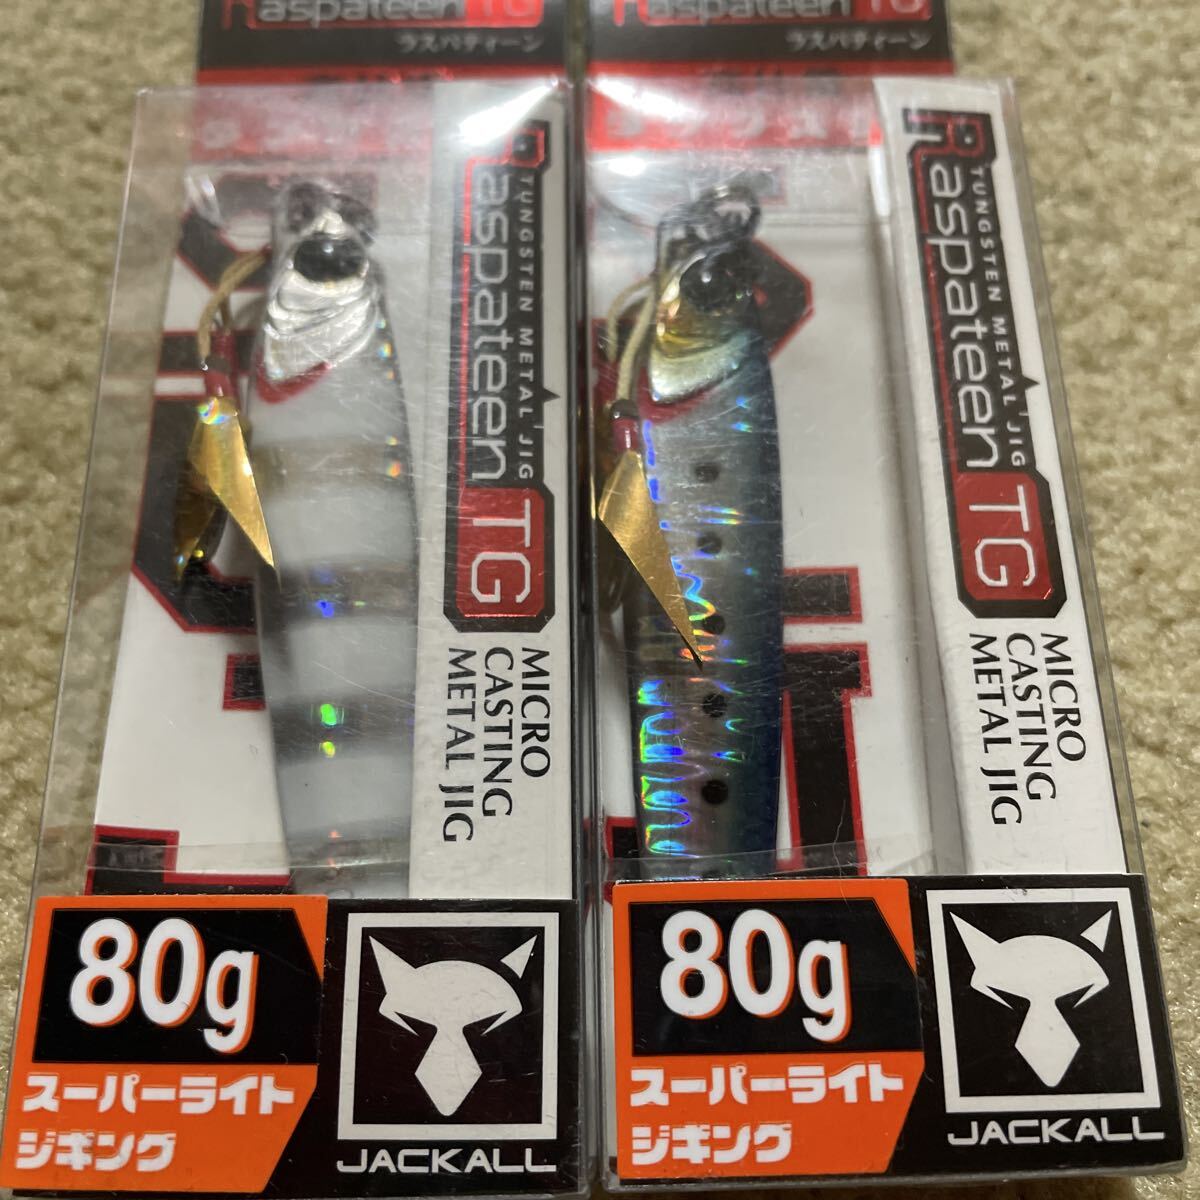 Raspateen TG
ラスパティーン
Raspateen TG
TUNGSTEN METAL JIG
MICRO
CASTING
METAL JIG
80g
スーパーライト
ジギング
JACKALL
Raspateen TG
ラスパティーン
Raspateen TG
TUNGSTEN METAL JIG
MICRO
CASTING
METAL JIG
80g
スーパーライト
ジギング
JACKALL